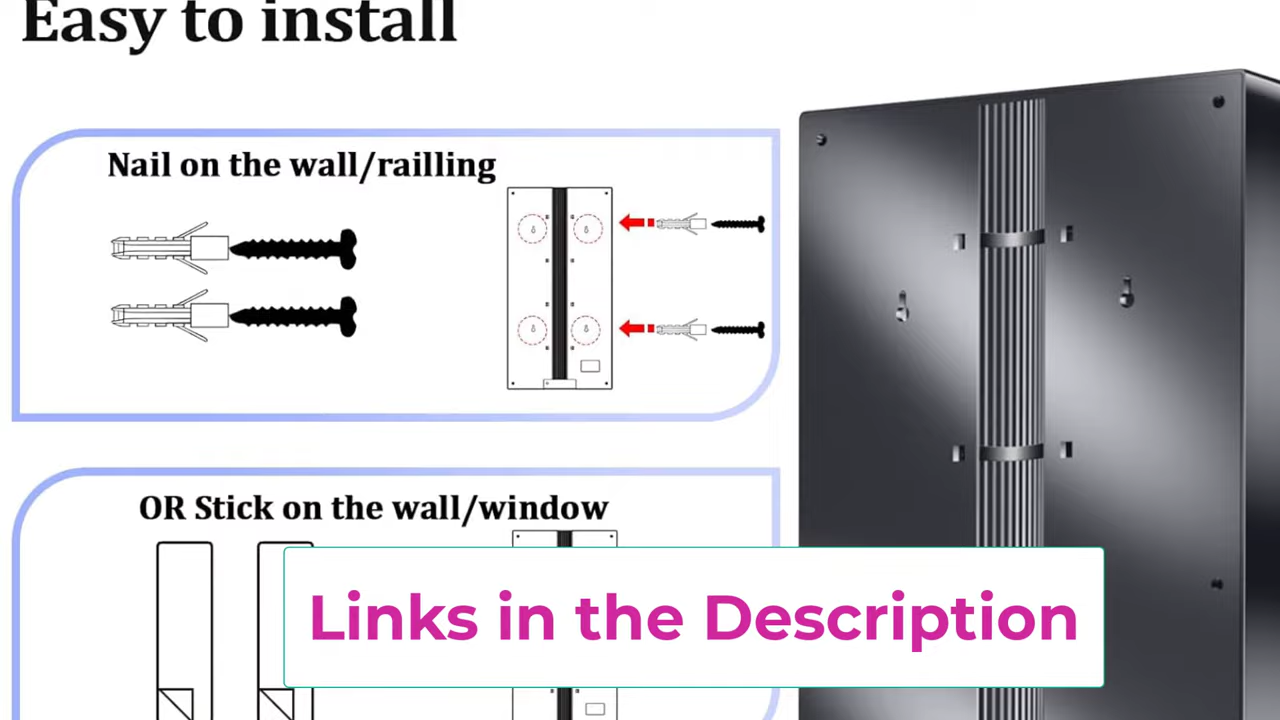 Easy to install
Nail on the wall/railling
OR Stick on the wall/window
Links in the Description